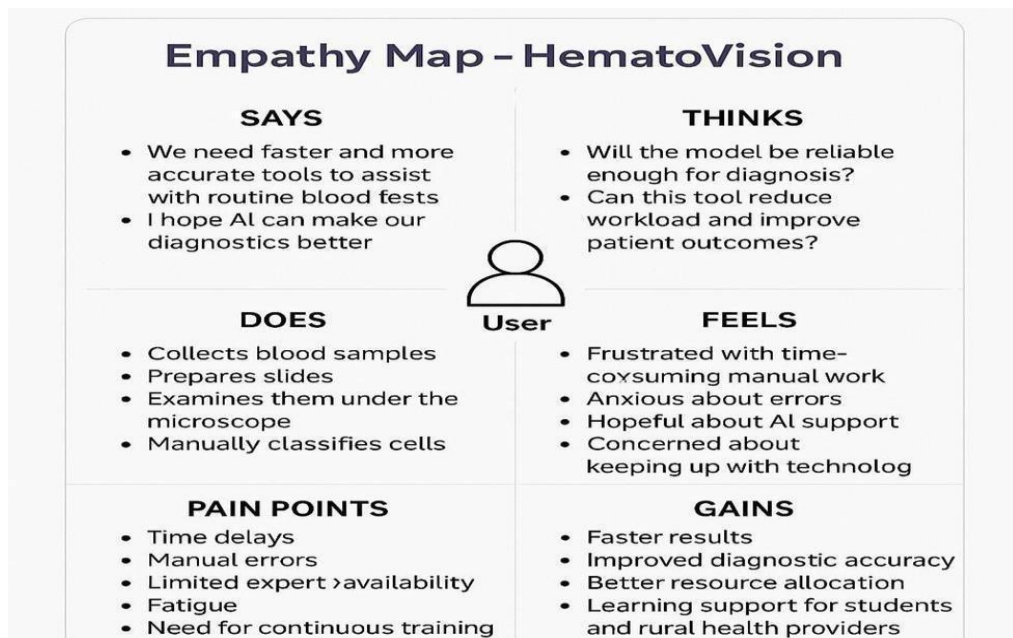 Empathy Map – HematoVision
SAYS
• We need faster and more
accurate tools to assist
with routine blood fests
• I hope AI can make our
diagnostics better
THINKS
• Will the model be reliable
enough for diagnosis?
• Can this tool reduce
workload and improve
patient outcomes?
User
DOES
• Collects blood samples
• Prepares slides
• Examines them under the
microscope
• Manually classifies cells
FEELS
• Frustrated with time-
coxsuming manual work
• Anxious about errors
• Hopeful about AI support
• Concerned about
keeping up with technolog
PAIN POINTS
• Time delays
• Manual errors
• Limited expert ›availability
• Fatigue
• Need for continuous training
GAINS
• Faster results
• Improved diagnostic accuracy
• Better resource allocation
• Learning support for students
and rural health providers